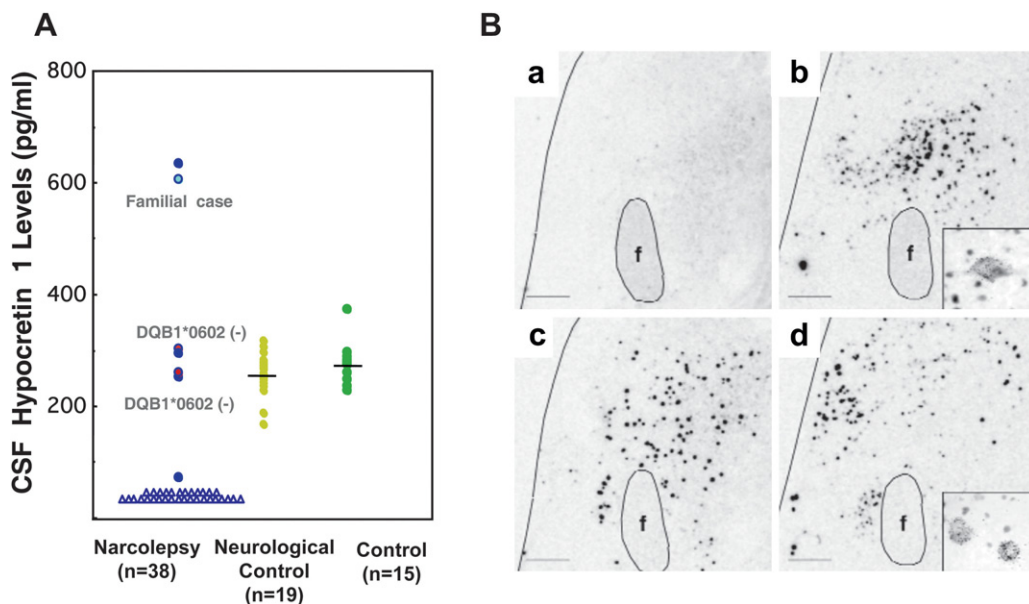 A
CSF Hypocretin 1 Levels (pg/ml)
800
600
400
200
Familial case
DQB1*0602 (-)
DQB1*0602 (-)
Narcolepsy
(n=38)
Neurological
Control
(n=19)
Control
(n=15)
B
a
f
b
f
c
f
d
f